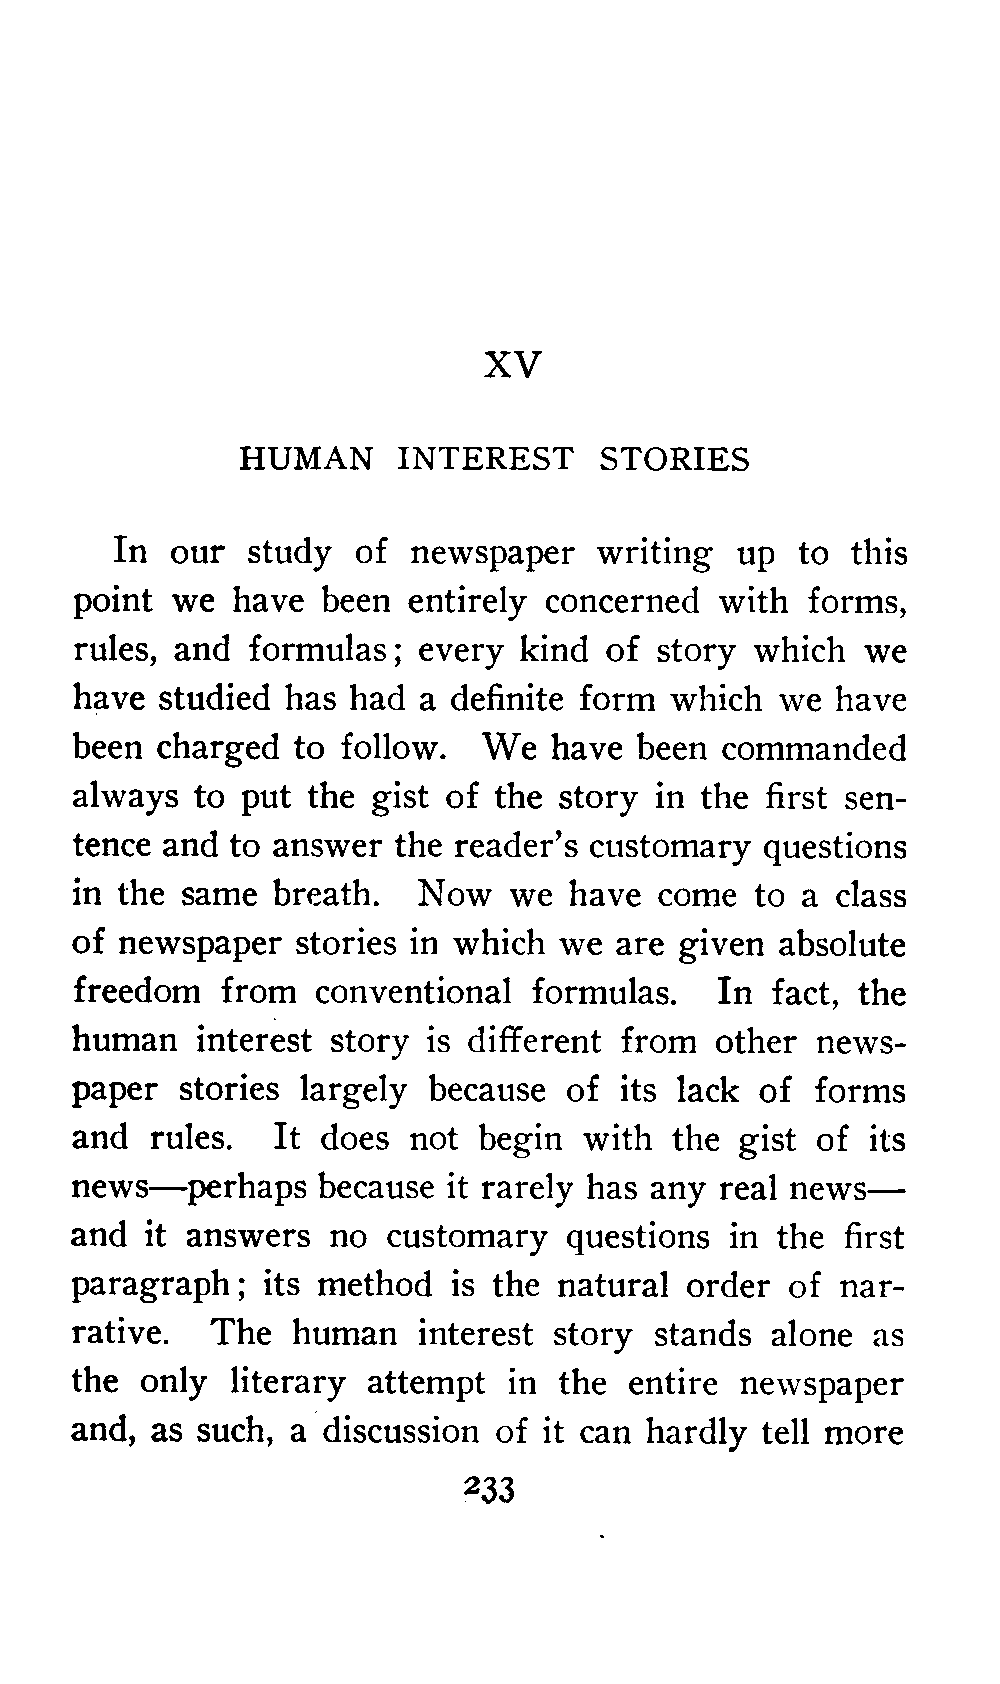 XV
HUMAN INTEREST STORIES
In our study of newspaper writing up to this
point we have been entirely concerned with forms,
rules, and formulas; every kind of story which we
have studied has had a definite form which we have
been charged to follow. We have been commanded
always to put the gist of the story in the first sen-
tence and to answer the reader's customary questions
in the same breath. Now we have come to a class
of newspaper stories in which we are given absolute
freedom from conventional formulas. In fact, the
human interest story is different from other news-
paper stories largely because of its lack of forms
and rules. It does not begin with the gist of its
news—perhaps because it rarely has any real news—
and it answers no customary questions in the first
paragraph; its method is the natural order of nar-
rative. The human interest story stands alone as
the only literary attempt in the entire newspaper
and, as such, a discussion of it can hardly tell more
233